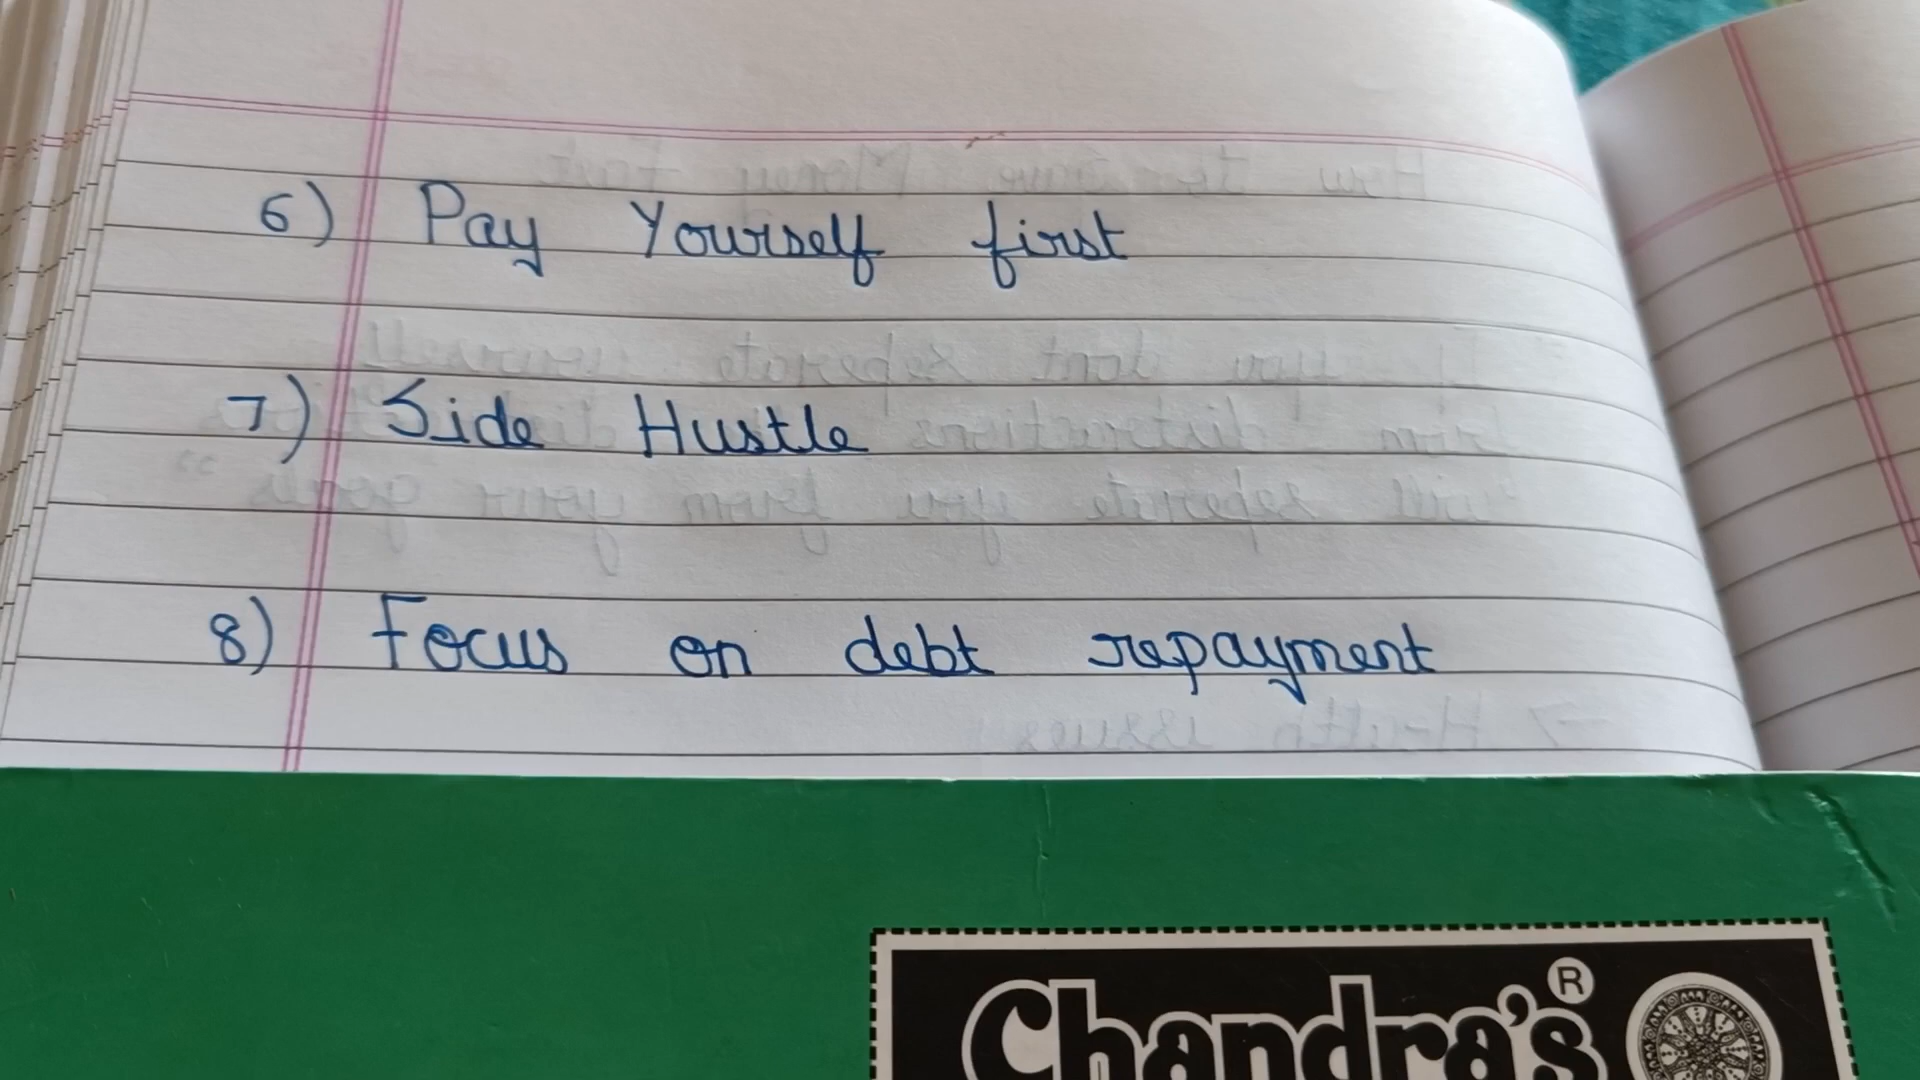 6) Pay Yourself first
7) Side Hustle
8) Focus on debt repayment
Chandra's®